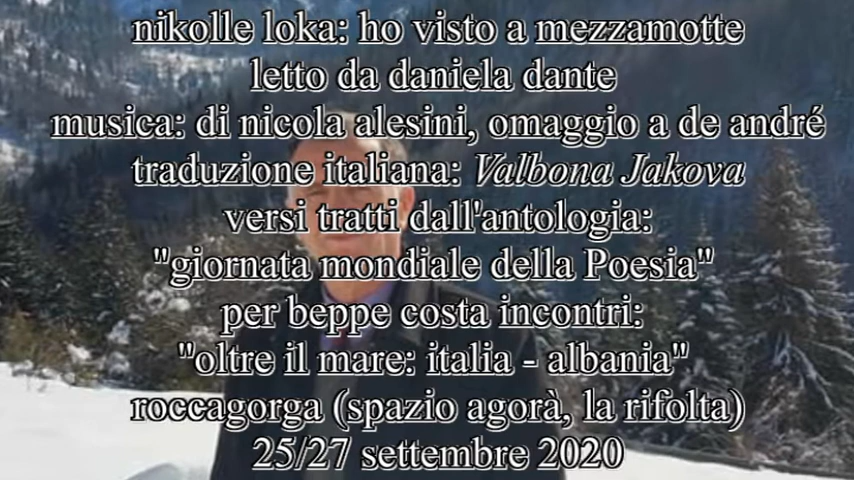 nikolle loka: ho visto a mezzamotte
letto da daniela dante
musica: di nicola alesini, omaggio a de andré
traduzione italiana: Valbona Jakova
versi tratti dall'antologia:
"giornata mondiale della Poesia"
per beppe costa incontri:
"oltre il mare: italia - albania"
roccagorga (spazio agorà, la rifolta)
25/27 settembre 2020